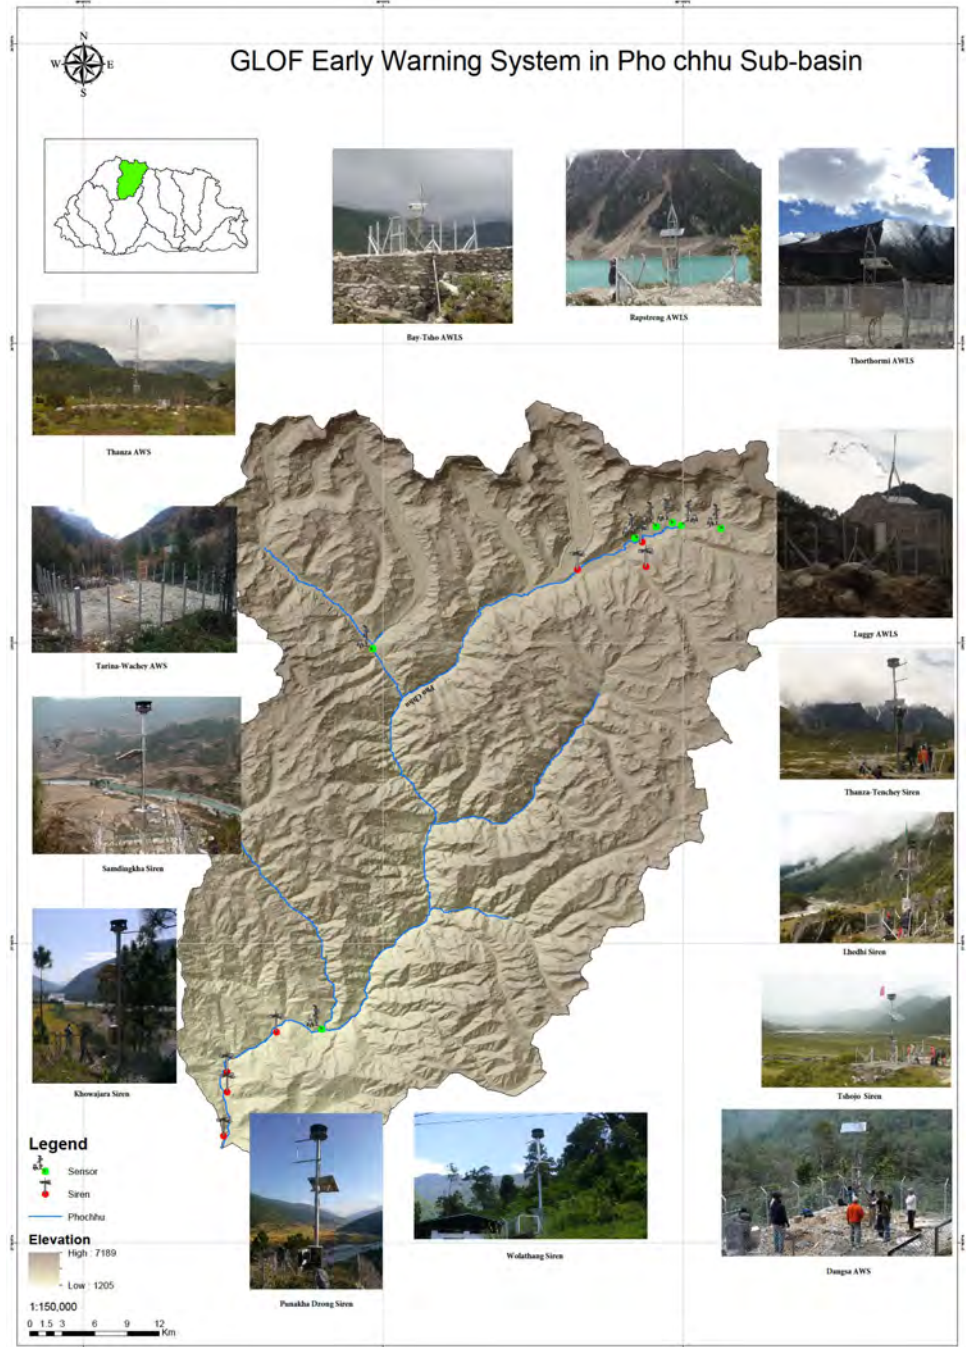 GLOF Early Warning System in Pho chhu Sub-basin
N
W
E
S
Bay-Tsho AWLS
Rapstreng AWLS
Thorthormi AWLS
Thanza AWS
Tarina-Wachey AWS
Luggy AWLS
Pho Chhu
Samdingkha Siren
Thanza-Tenchey Siren
Lhedhi Siren
Khowajara Siren
Tshojo Siren
Punakha Drong Siren
Wolathang Siren
Dangsa AWS
Legend
Sensor
Siren
Phochhu
Elevation
High : 7189
Low : 1205
1:150,000
0 1.5 3 6 9 12
Km